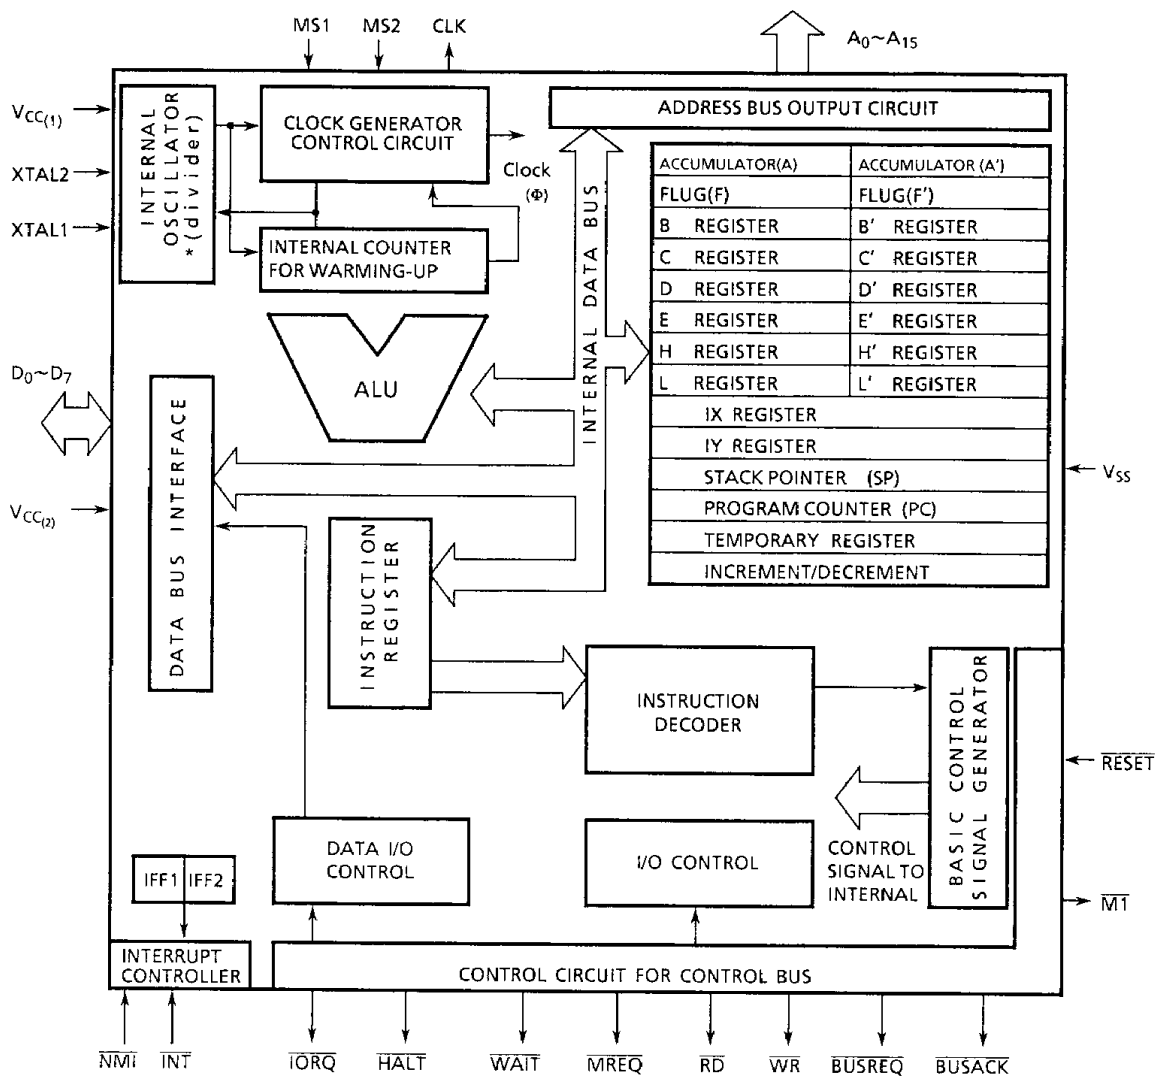 MS1 MS2 CLK A0~A15
VCC(1)
XTAL2
XTAL1
INTERNAL
OSCILATOR
*(divider)
CLOCK GENERATOR
CONTROL CIRCUIT
Clock
(Φ)
INTERNAL COUNTER
FOR WARMING-UP
ADDRESS BUS OUTPUT CIRCUIT
INTERNAL DATA BUS
ACCUMULATOR(A) ACCUMULATOR (A')
FLUG(F) FLUG(F')
B REGISTER B' REGISTER
C REGISTER C' REGISTER
D REGISTER D' REGISTER
E REGISTER E' REGISTER
H REGISTER H' REGISTER
L REGISTER L' REGISTER
IX REGISTER
IY REGISTER
STACK POINTER (SP)
PROGRAM COUNTER (PC)
TEMPORARY REGISTER
INCREMENT/DECREMENT
ALU
D0~D7
VCC(2)
DATA BUS INTERFACE
INSTRUCTION
REGISTER
VSS
INSTRUCTION
DECODER
BASIC CONTROL
SIGNAL GENERATOR
RESET
M1
CONTROL
SIGNAL TO
INTERNAL
DATA I/O
CONTROL
I/O CONTROL
IFF1 IFF2
INTERRUPT
CONTROLLER
CONTROL CIRCUIT FOR CONTROL BUS
NMI INT IORQ HALT WAIT MREQ RD WR BUSREQ BUSACK